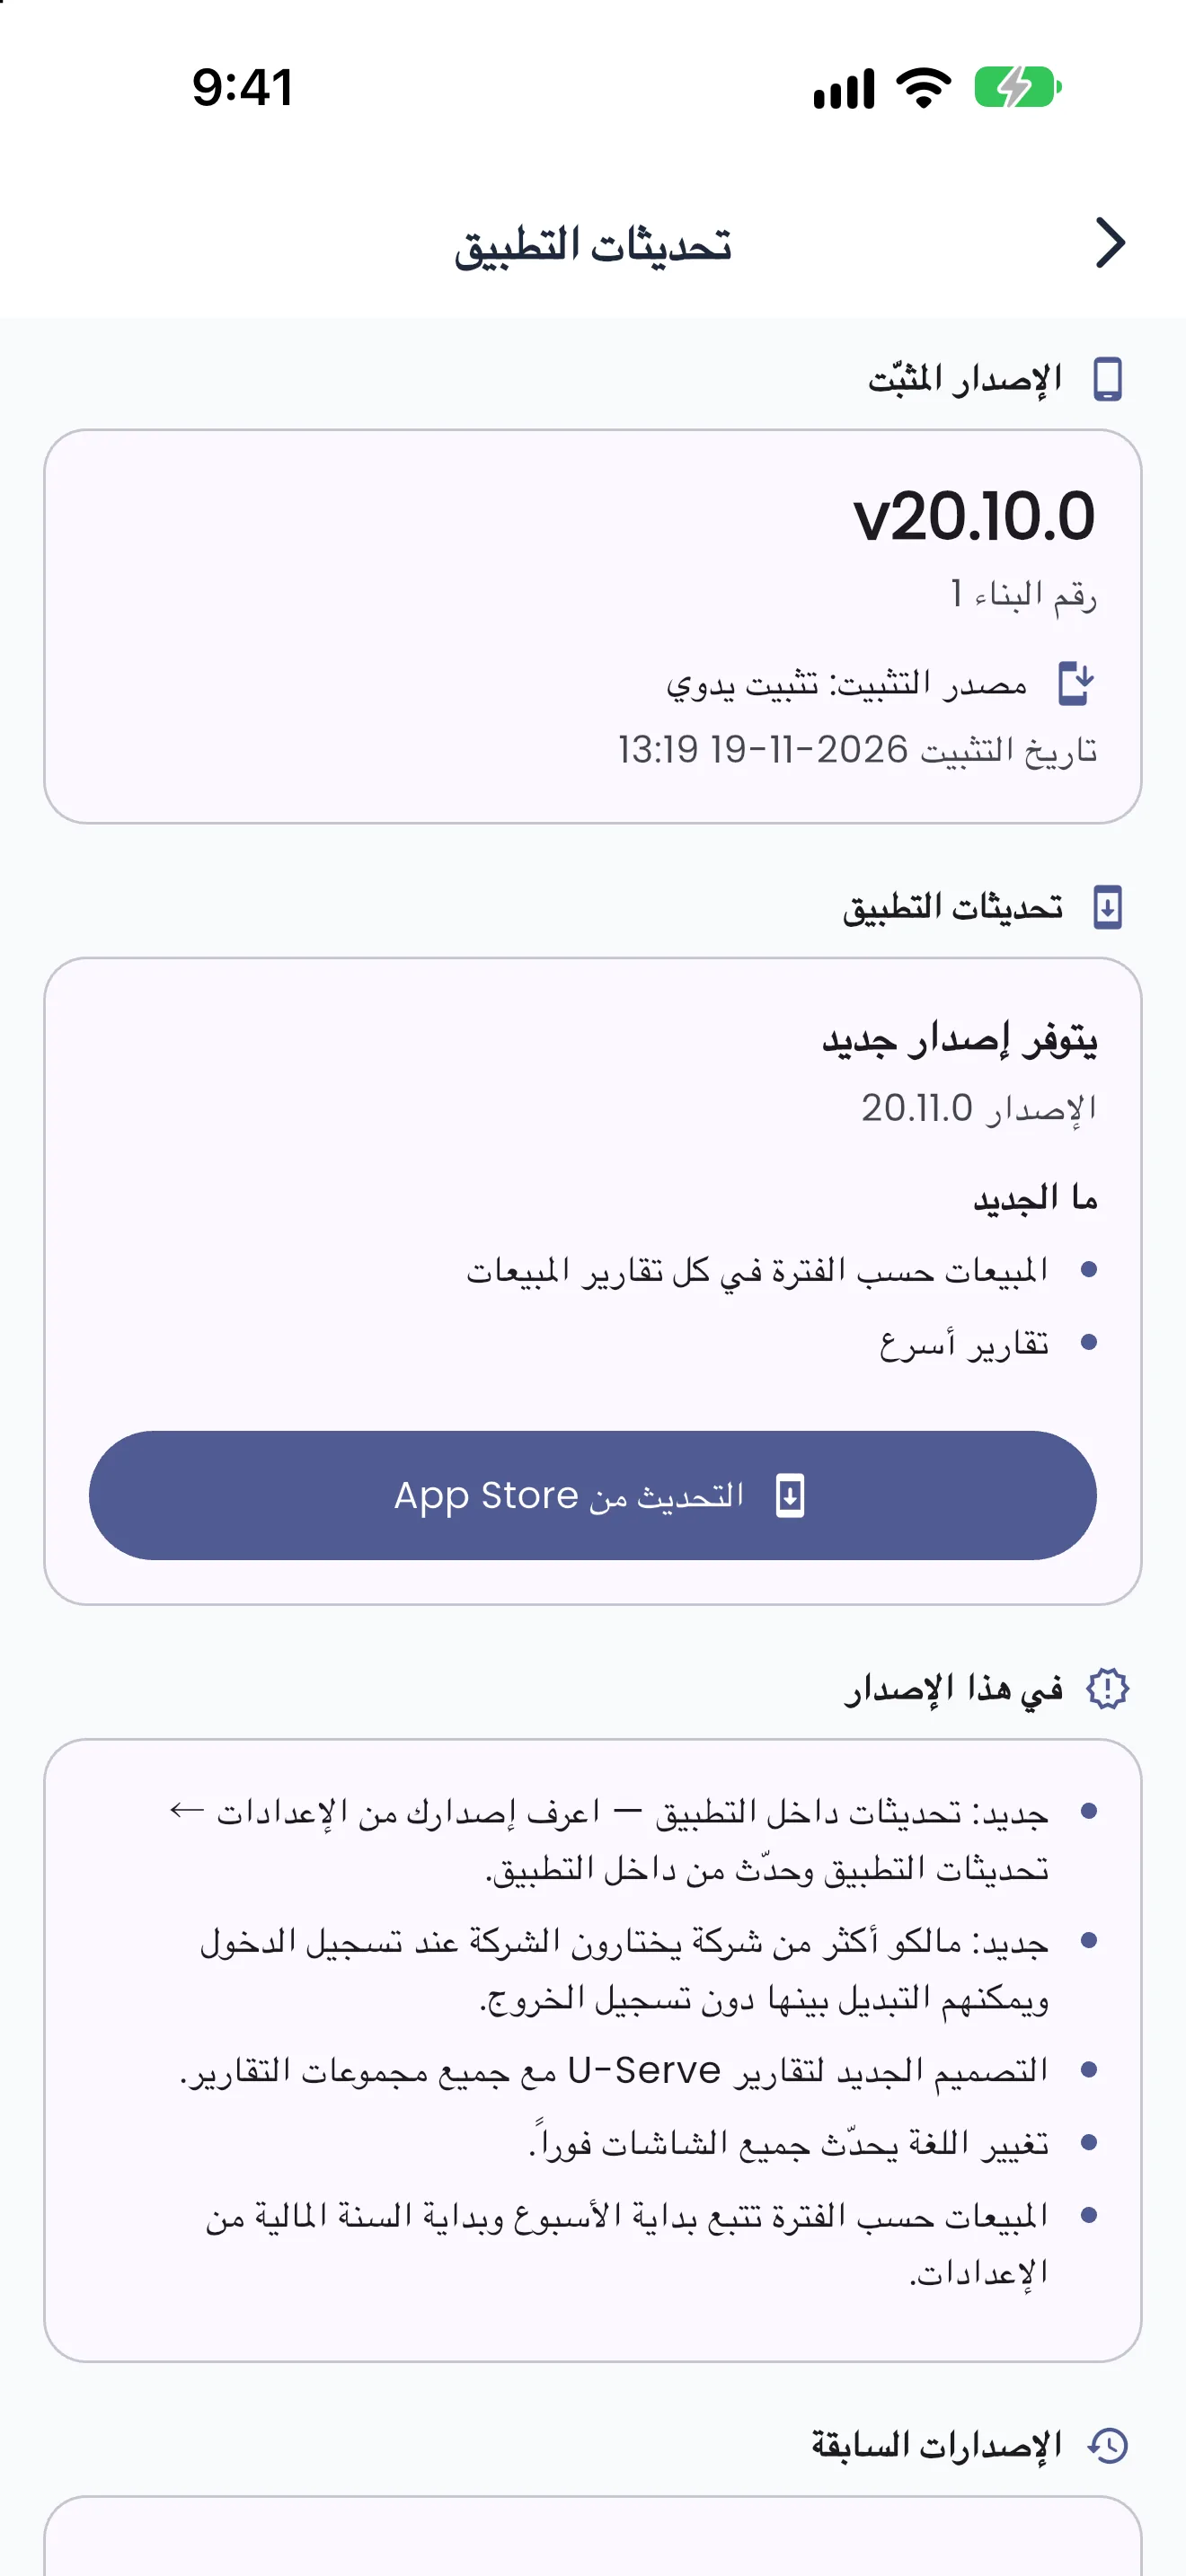 9:41
تحديثات التطبيق
الإصدار المثبّت
v20.10.0
رقم البناء 1
مصدر التثبيت: تثبيت يدوي
تاريخ التثبيت 2026-11-19 13:19
تحديثات التطبيق
يتوفر إصدار جديد
الإصدار 20.11.0
ما الجديد
• المبيعات حسب الفترة في كل تقارير المبيعات
• تقارير أسرع
التحديث من App Store
في هذا الإصدار
• جديد: تحديثات داخل التطبيق — اعرف إصدارك من الإعدادات ←
تحديثات التطبيق وحدّث من داخل التطبيق.
• جديد: مالكو أكثر من شركة يختارون الشركة عند تسجيل الدخول
ويمكنهم التبديل بينها دون تسجيل الخروج.
• التصميم الجديد لتقارير U-Serve مع جميع مجموعات التقارير.
• تغيير اللغة يحدّث جميع الشاشات فوراً.
• المبيعات حسب الفترة تتبع بداية الأسبوع وبداية السنة المالية من
الإعدادات.
الإصدارات السابقة